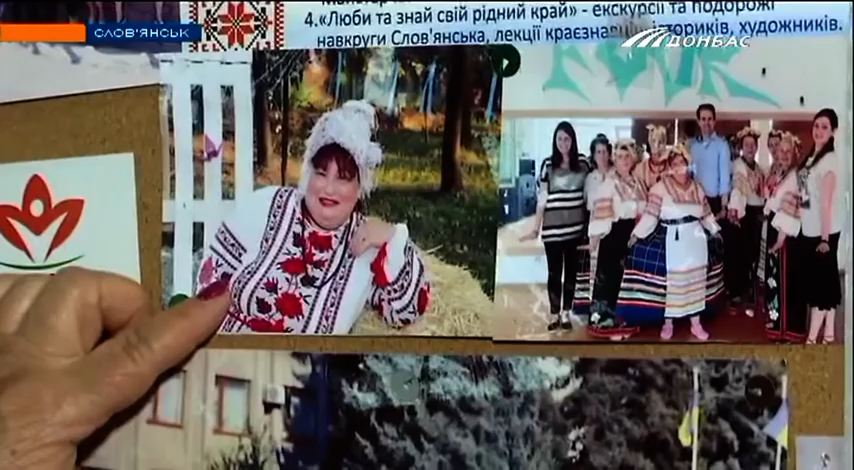 СЛОВ'ЯНСЬК
4.«Люби та знай свій рідний край» - екскурсії та подорожі
навкруги Слов'янська, лекції краєзнавців, істориків, художників.
ДОНБАС